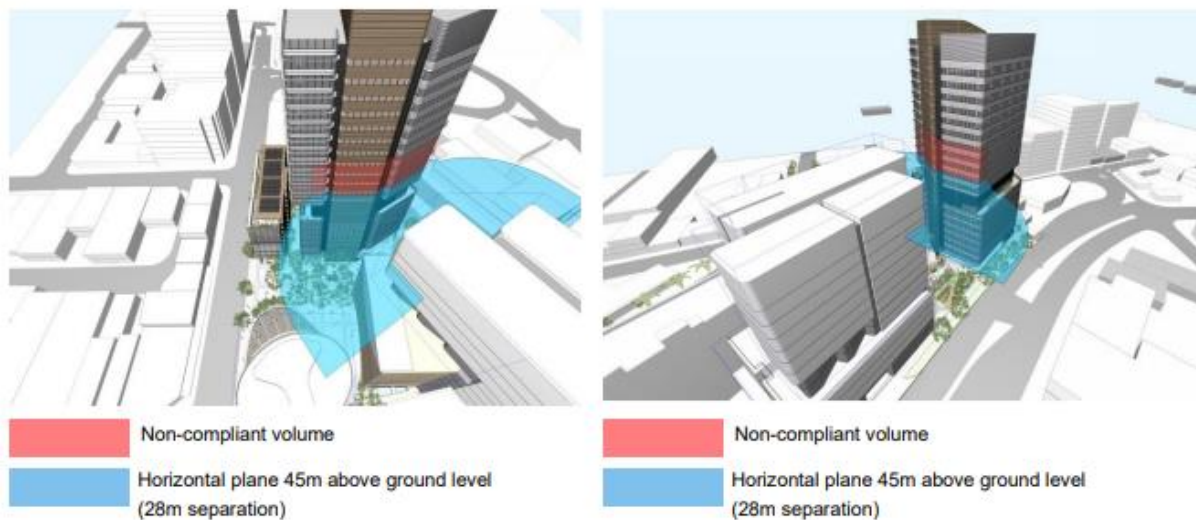 Non-compliant volume
Horizontal plane 45m above ground level
(28m separation)
Non-compliant volume
Horizontal plane 45m above ground level
(28m separation)